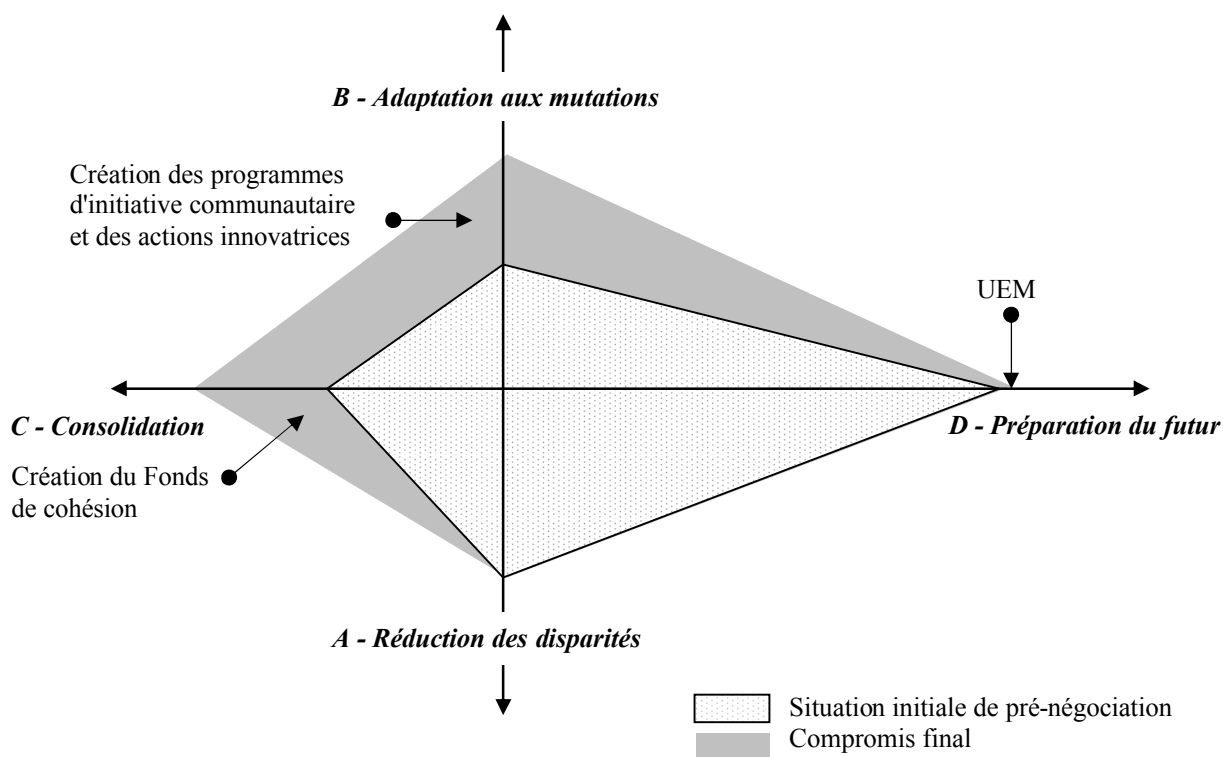 B - Adaptation aux mutations
Création des programmes
d'initiative communautaire
et des actions innovatrices
UEM
C - Consolidation
D - Préparation du futur
Création du Fonds
de cohésion
A - Réduction des disparités
Situation initiale de pré-négociation
Compromis final